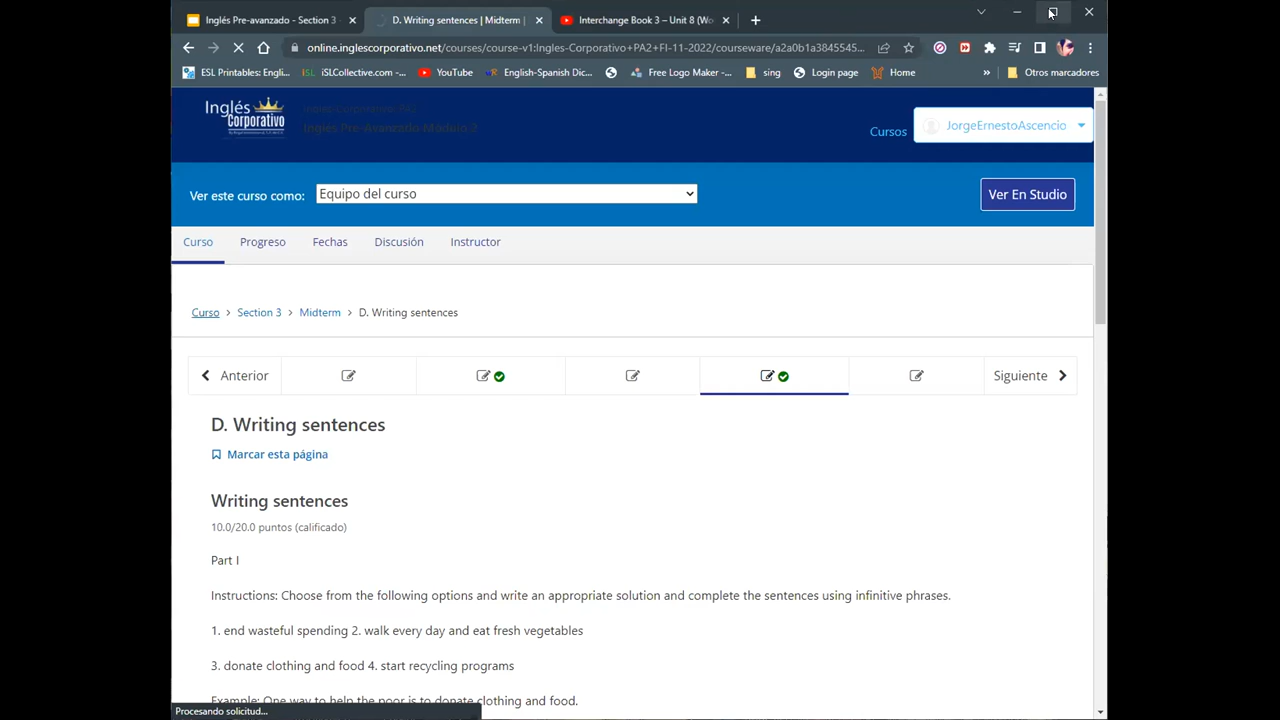 Inglés Pre-avanzado - Section 3
D. Writing sentences | Midterm |
Interchange Book 3 – Unit 8 (Wo
online.inglescorporativo.net/courses/course-v1:Ingles-Corporativo+PA2+FI-11-2022/courseware/a2a0b1a3845545...
ESL Printables: Engli...
iSLCollective.com -...
YouTube
English-Spanish Dic...
Free Logo Maker -...
sing
Login page
Home
»
Otros marcadores
Inglés
Corporativo
Inglés Pre-Avanzado Módulo 2
Cursos
JorgeErnestoAscencio
Ver este curso como:
Equipo del curso
Ver En Studio
Curso
Progreso
Fechas
Discusión
Instructor
Curso > Section 3 > Midterm > D. Writing sentences
Anterior
Siguiente
D. Writing sentences
Marcar esta página
Writing sentences
10.0/20.0 puntos (calificado)
Part I
Instructions: Choose from the following options and write an appropriate solution and complete the sentences using infinitive phrases.
1. end wasteful spending 2. walk every day and eat fresh vegetables
3. donate clothing and food 4. start recycling programs
Example: One way to help the poor is to donate clothing and food.
Procesando solicitud...